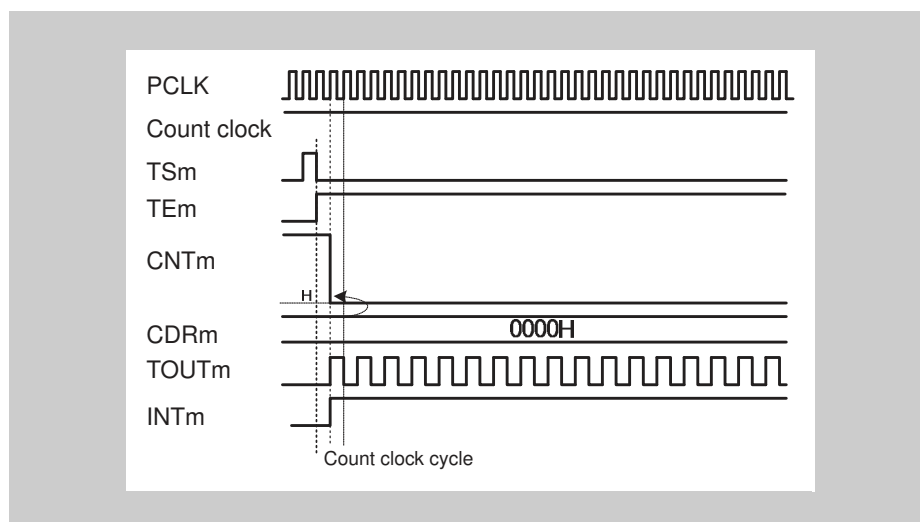 PCLK
Count clock
TSm
TEm
CNTm
H
CDRm
0000H
TOUTm
INTm
Count clock cycle